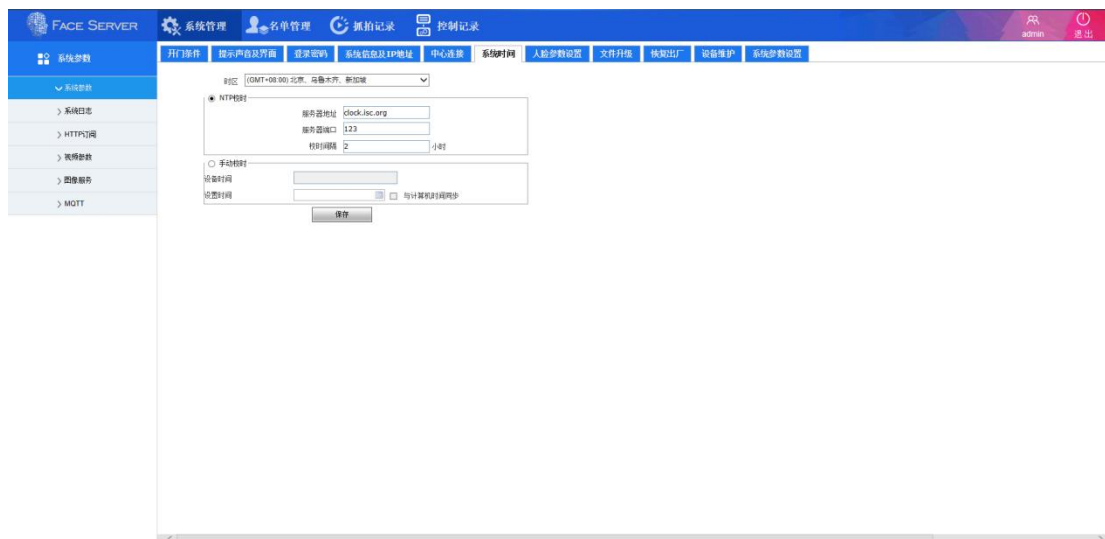 FACE SERVER
系统管理 名单管理 抓拍记录 控制记录
admin 退出
系统参数
开门条件 提示声音及界面 登录密码 系统信息及IP地址 中心连接 系统时间 人脸参数设置 文件升级 恢复出厂 设备维护 系统参数设置
系统参数
系统日志
HTTP订阅
视频参数
图像服务
MQTT
时区 (GMT+08:00) 北京、乌鲁木齐、新加坡
NTP校时
服务器地址 clock.isc.org
服务器端口 123
校时间隔 2 小时
手动校时
设备时间
设置时间 与计算机时间同步
保存